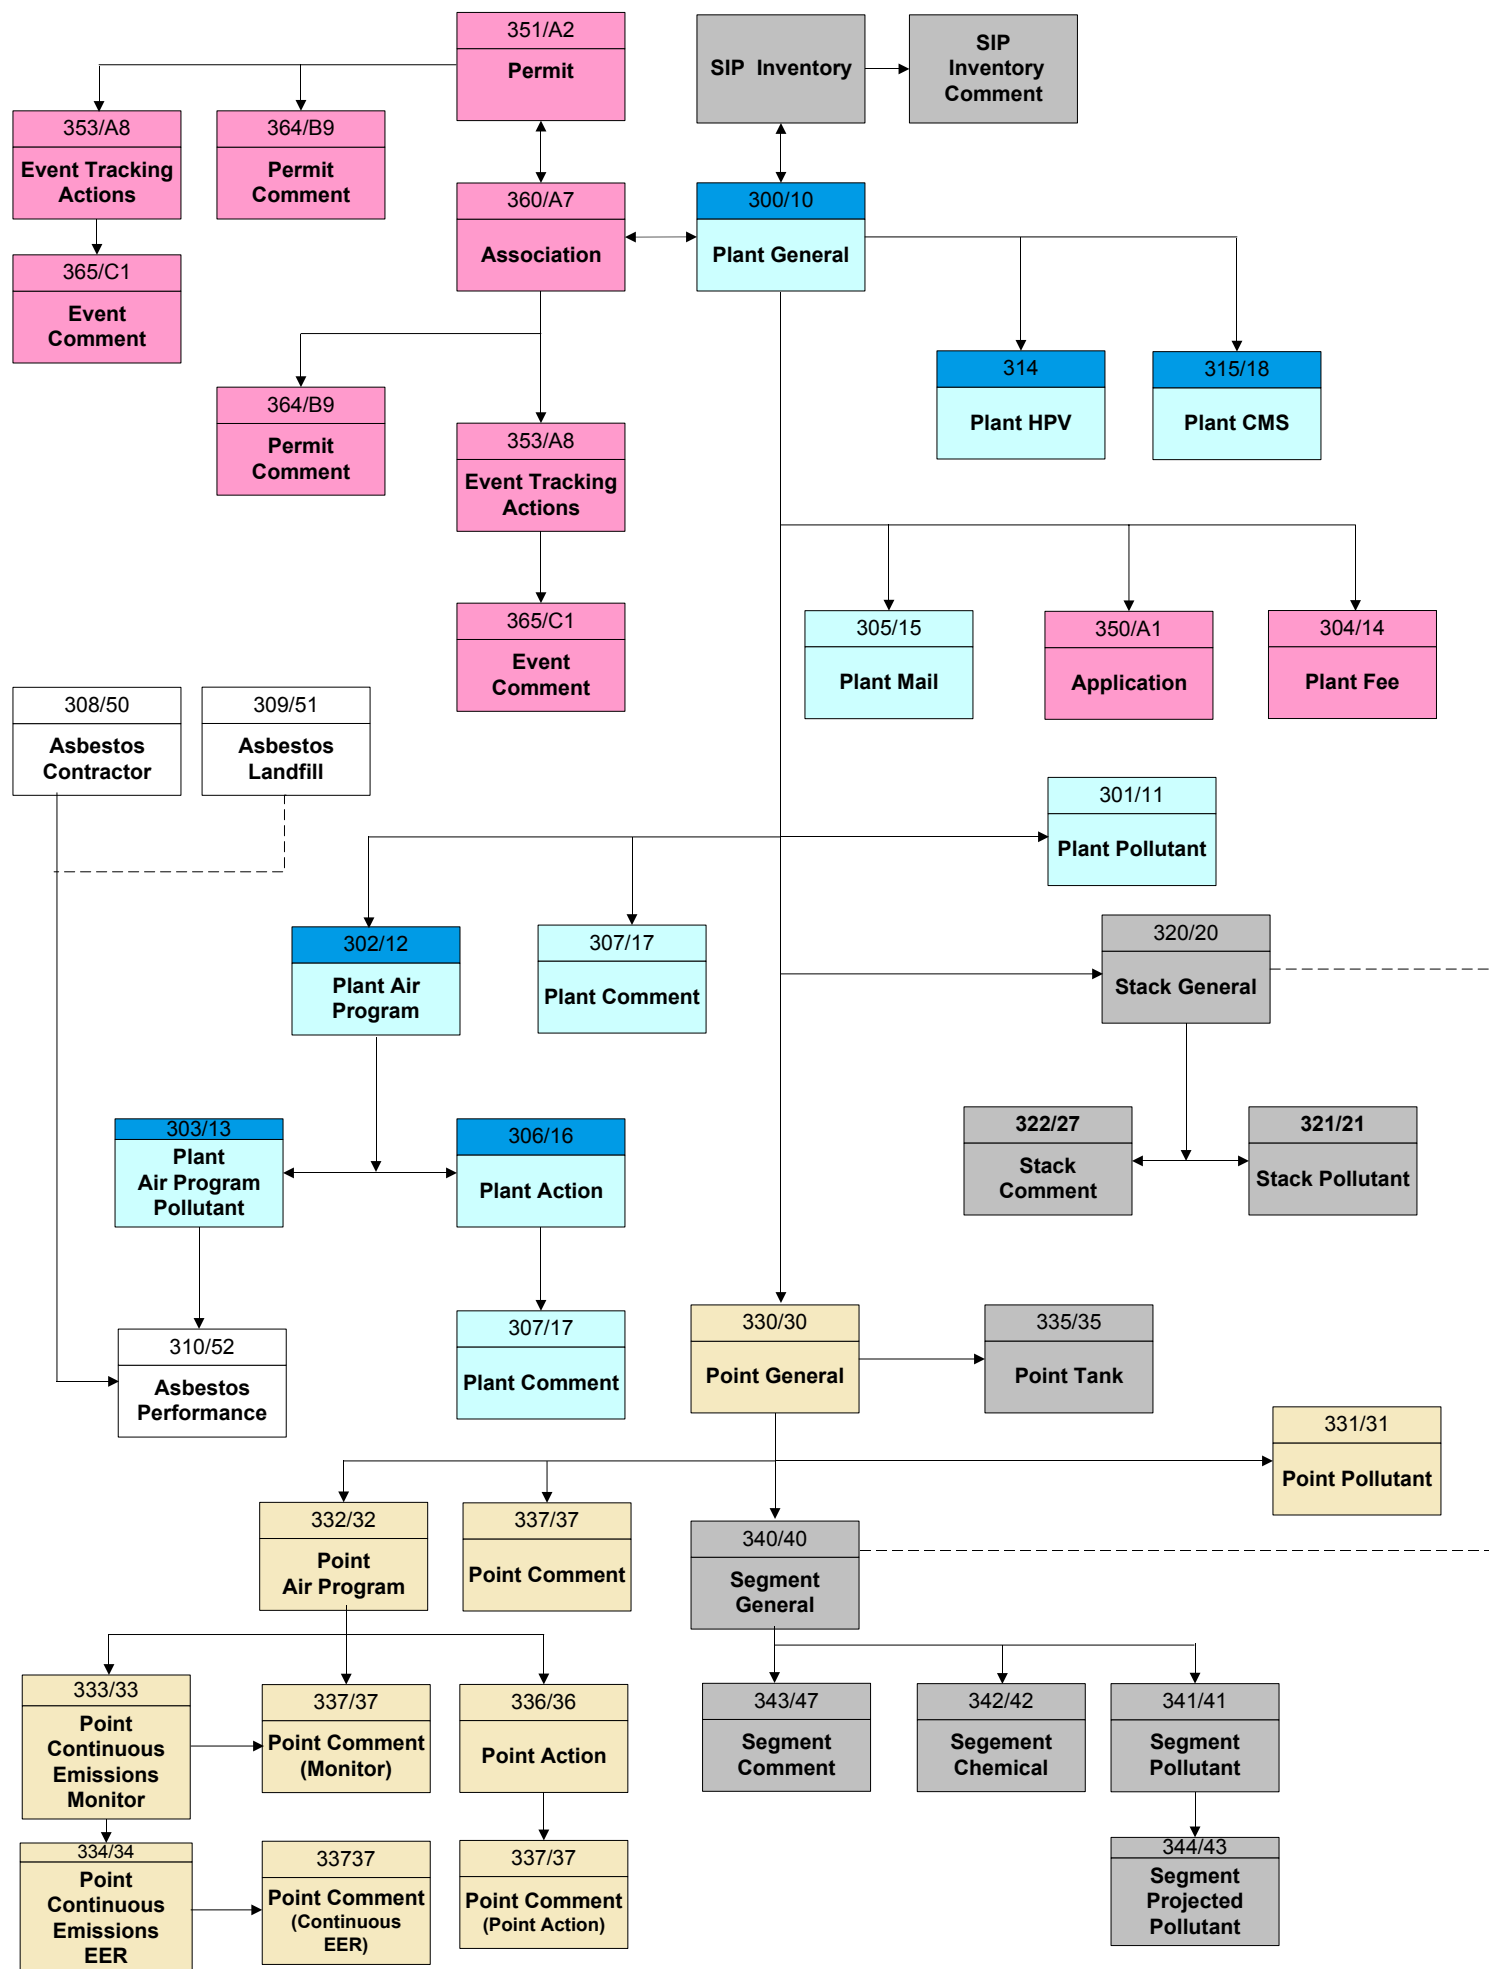 351/A2
Permit
SIP Inventory
SIP
Inventory
Comment
353/A8
Event Tracking
Actions
364/B9
Permit
Comment
360/A7
Association
300/10
Plant General
365/C1
Event
Comment
314
Plant HPV
315/18
Plant CMS
364/B9
Permit
Comment
353/A8
Event Tracking
Actions
365/C1
Event
Comment
305/15
Plant Mail
350/A1
Application
304/14
Plant Fee
308/50
Asbestos
Contractor
309/51
Asbestos
Landfill
301/11
Plant Pollutant
302/12
Plant Air
Program
307/17
Plant Comment
320/20
Stack General
303/13
Plant
Air Program
Pollutant
306/16
Plant Action
322/27
Stack
Comment
321/21
Stack Pollutant
310/52
Asbestos
Performance
307/17
Plant Comment
330/30
Point General
335/35
Point Tank
331/31
Point Pollutant
332/32
Point
Air Program
337/37
Point Comment
340/40
Segment
General
333/33
Point
Continuous
Emissions
Monitor
337/37
Point Comment
(Monitor)
336/36
Point Action
343/47
Segment
Comment
342/42
Segement
Chemical
341/41
Segment
Pollutant
334/34
Point
Continuous
Emissions
EER
33737
Point Comment
(Continuous
EER)
337/37
Point Comment
(Point Action)
344/43
Segment
Projected
Pollutant